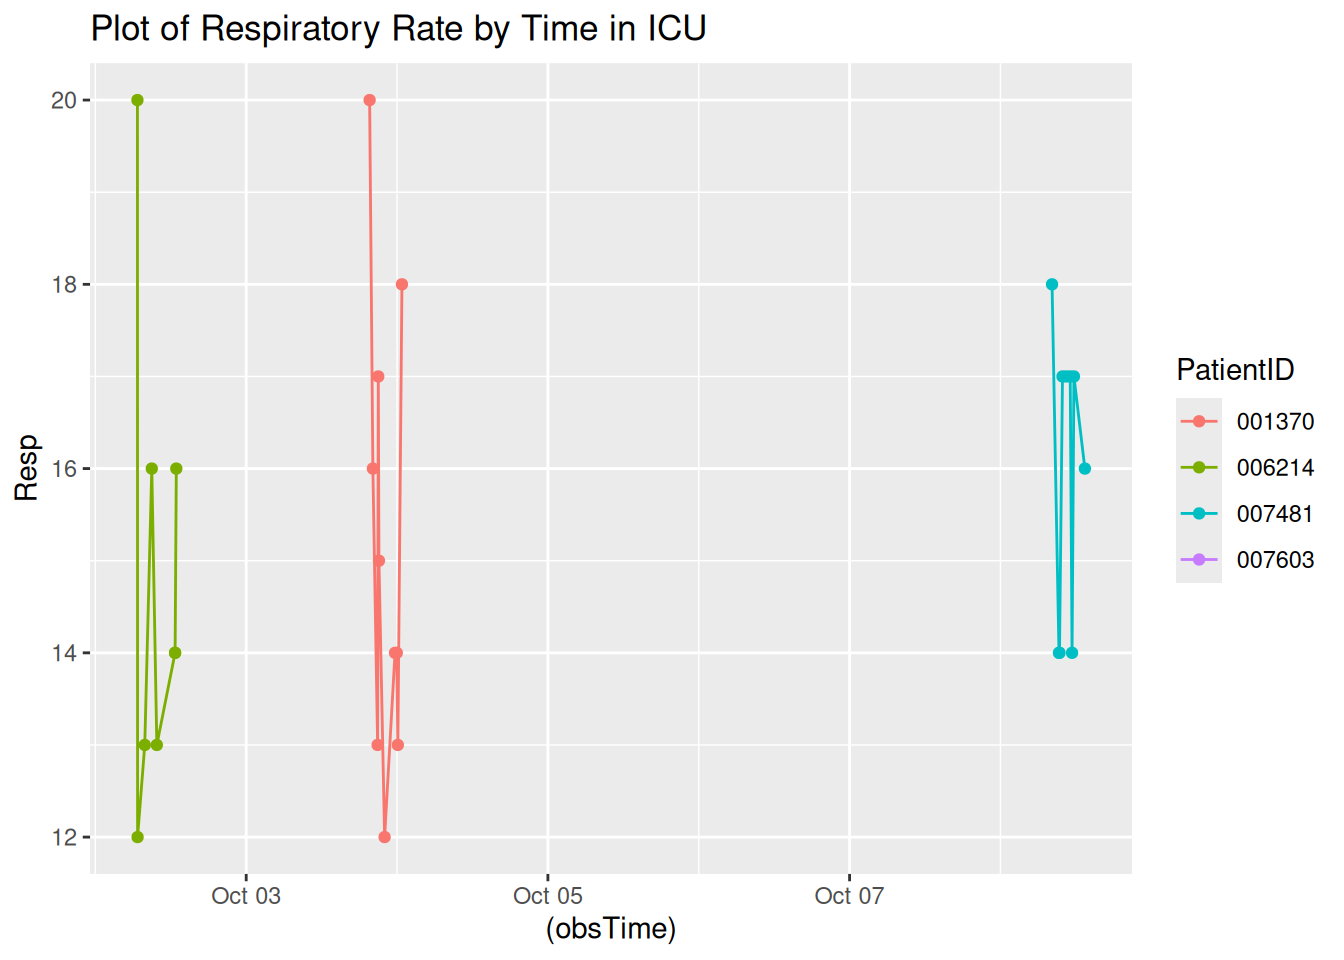 Plot of Respiratory Rate by Time in ICU
20
18
16
14
12
Resp
Oct 03
Oct 05
Oct 07
(obsTime)
PatientID
001370
006214
007481
007603